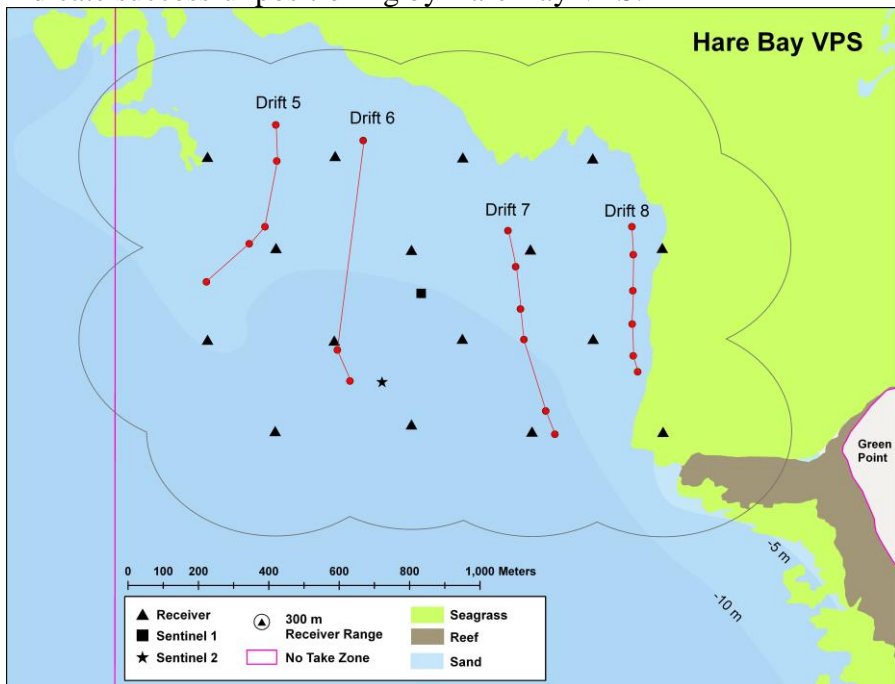 Hare Bay VPS
Drift 5
Drift 6
Drift 7
Drift 8
Green
Point
-5 m
-10 m
0 200 400 600 800 1,000 Meters
Receiver
Sentinel 1
Sentinel 2
300 m
Receiver Range
No Take Zone
Seagrass
Reef
Sand